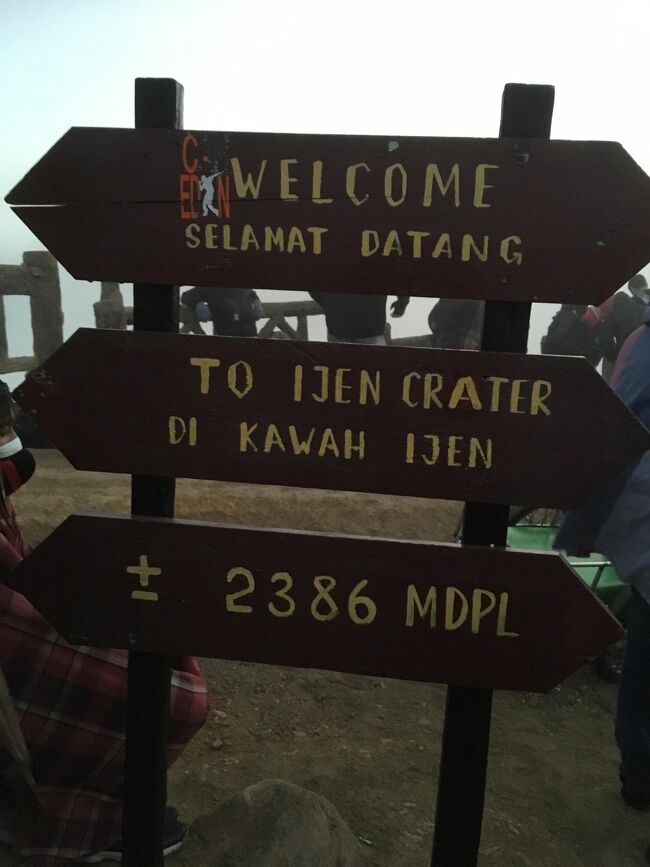 WELCOME
SELAMAT DATANG
TO IJEN CRATER
DI KAWAH IJEN
± 2386 MDPL